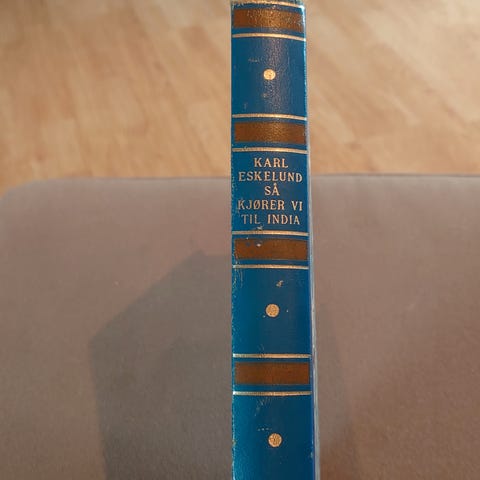 KARL
ESKELUND
SÅ
KJØRER VI
TIL INDIA